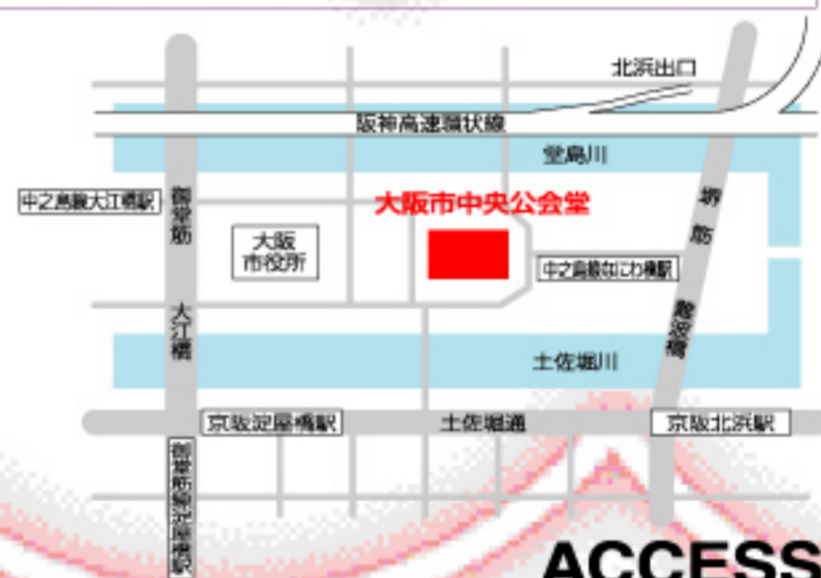 北浜出口
阪神高速環状線
堂島川
中之島線大江橋駅
御堂筋
大阪市中央公会堂
堺筋
大阪
市役所
中之島線なにわ橋駅
大江橋
難波橋
土佐堀川
京阪淀屋橋駅
土佐堀通
京阪北浜駅
御堂筋線淀屋橋駅
ACCESS